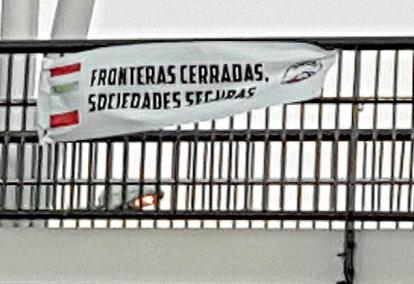 FRONTERAS CERRADAS,
SOCIEDADES SEGURAS